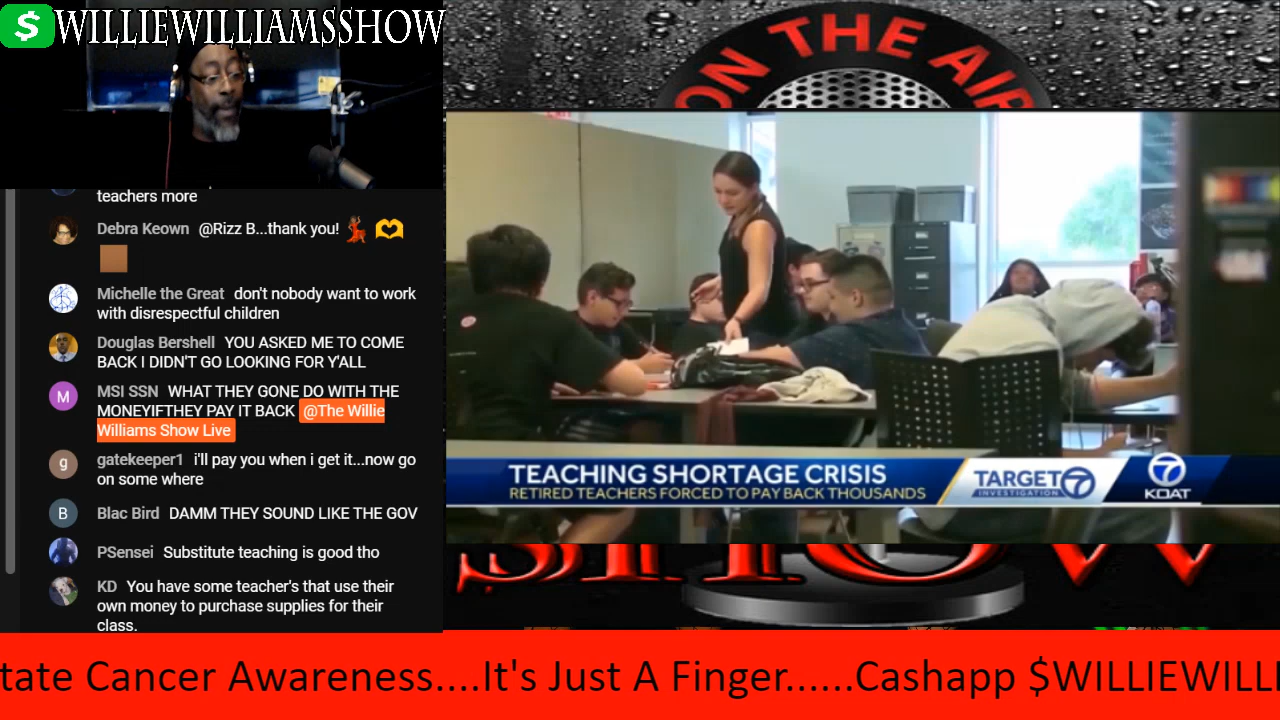 $ WILLIEWILLIAMSSHOW
ON THE AIR
EXIT
teachers more
Debra Keown @Rizz B...thank you!
Michelle the Great don't nobody want to work
with disrespectful children
Douglas Bershell YOU ASKED ME TO COME
BACK I DIDN'T GO LOOKING FOR Y'ALL
M
MSI SSN WHAT THEY GONE DO WITH THE
MONEYIFTHEY PAY IT BACK @The Willie
Williams Show Live
g
gatekeeper1 i'll pay you when i get it...now go
on some where
B
Blac Bird DAMM THEY SOUND LIKE THE GOV
PSensei Substitute teaching is good tho
KD You have some teacher's that use their
own money to purchase supplies for their
class.
TEACHING SHORTAGE CRISIS
RETIRED TEACHERS FORCED TO PAY BACK THOUSANDS
TARGET 7
INVESTIGATION
7
KOAT
SHOW
tate Cancer Awareness....It's Just A Finger......Cashapp $WILLIEWILLI